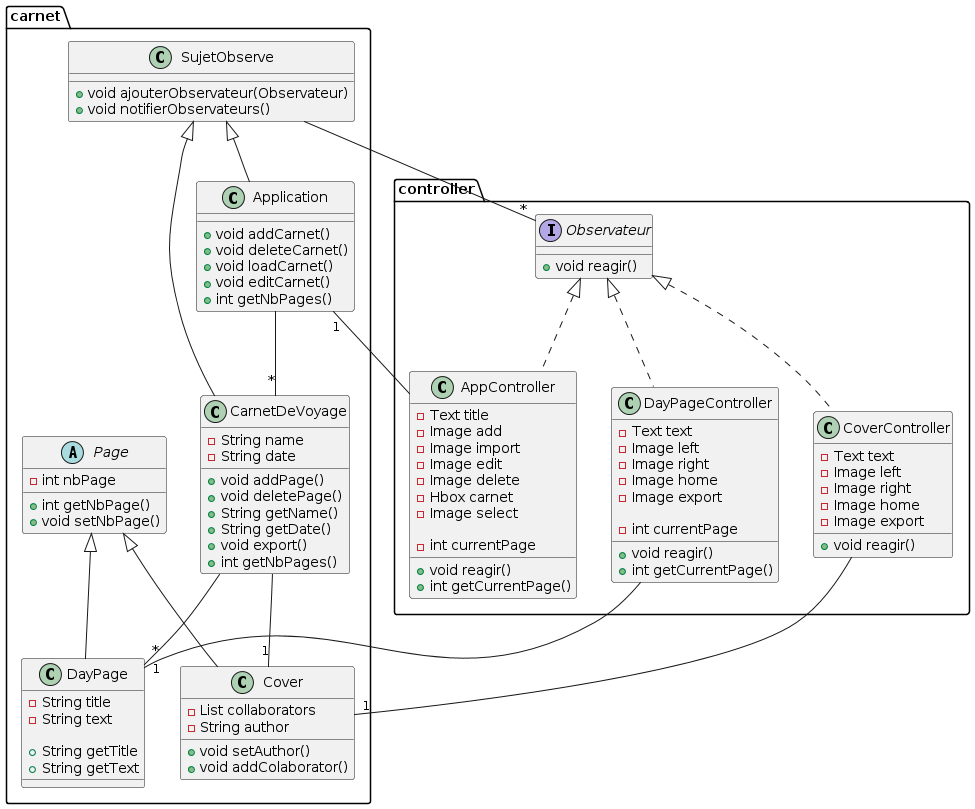 carnet
C SujetObserve
void ajouterObservateur(Observateur)
void notifierObservateurs()
C Application
void addCarnet()
void deleteCarnet()
void loadCarnet()
void editCarnet()
int getNbPages()
controller
*
I Observateur
void reagir()
1
*
C CarnetDeVoyage
String name
String date
void addPage()
void deletePage()
String getName()
String getDate()
void export()
int getNbPages()
A Page
int nbPage
int getNbPage()
void setNbPage()
C AppController
Text title
Image add
Image import
Image edit
Image delete
Hbox carnet
Image select
int currentPage
void reagir()
int getCurrentPage()
C DayPageController
Text text
Image left
Image right
Image home
Image export
int currentPage
void reagir()
int getCurrentPage()
C CoverController
Text text
Image left
Image right
Image home
Image export
void reagir()
*
1
1
1
C DayPage
String title
String text
String getTitle
String getText
C Cover
List collaborators
String author
void setAuthor()
void addColaborator()